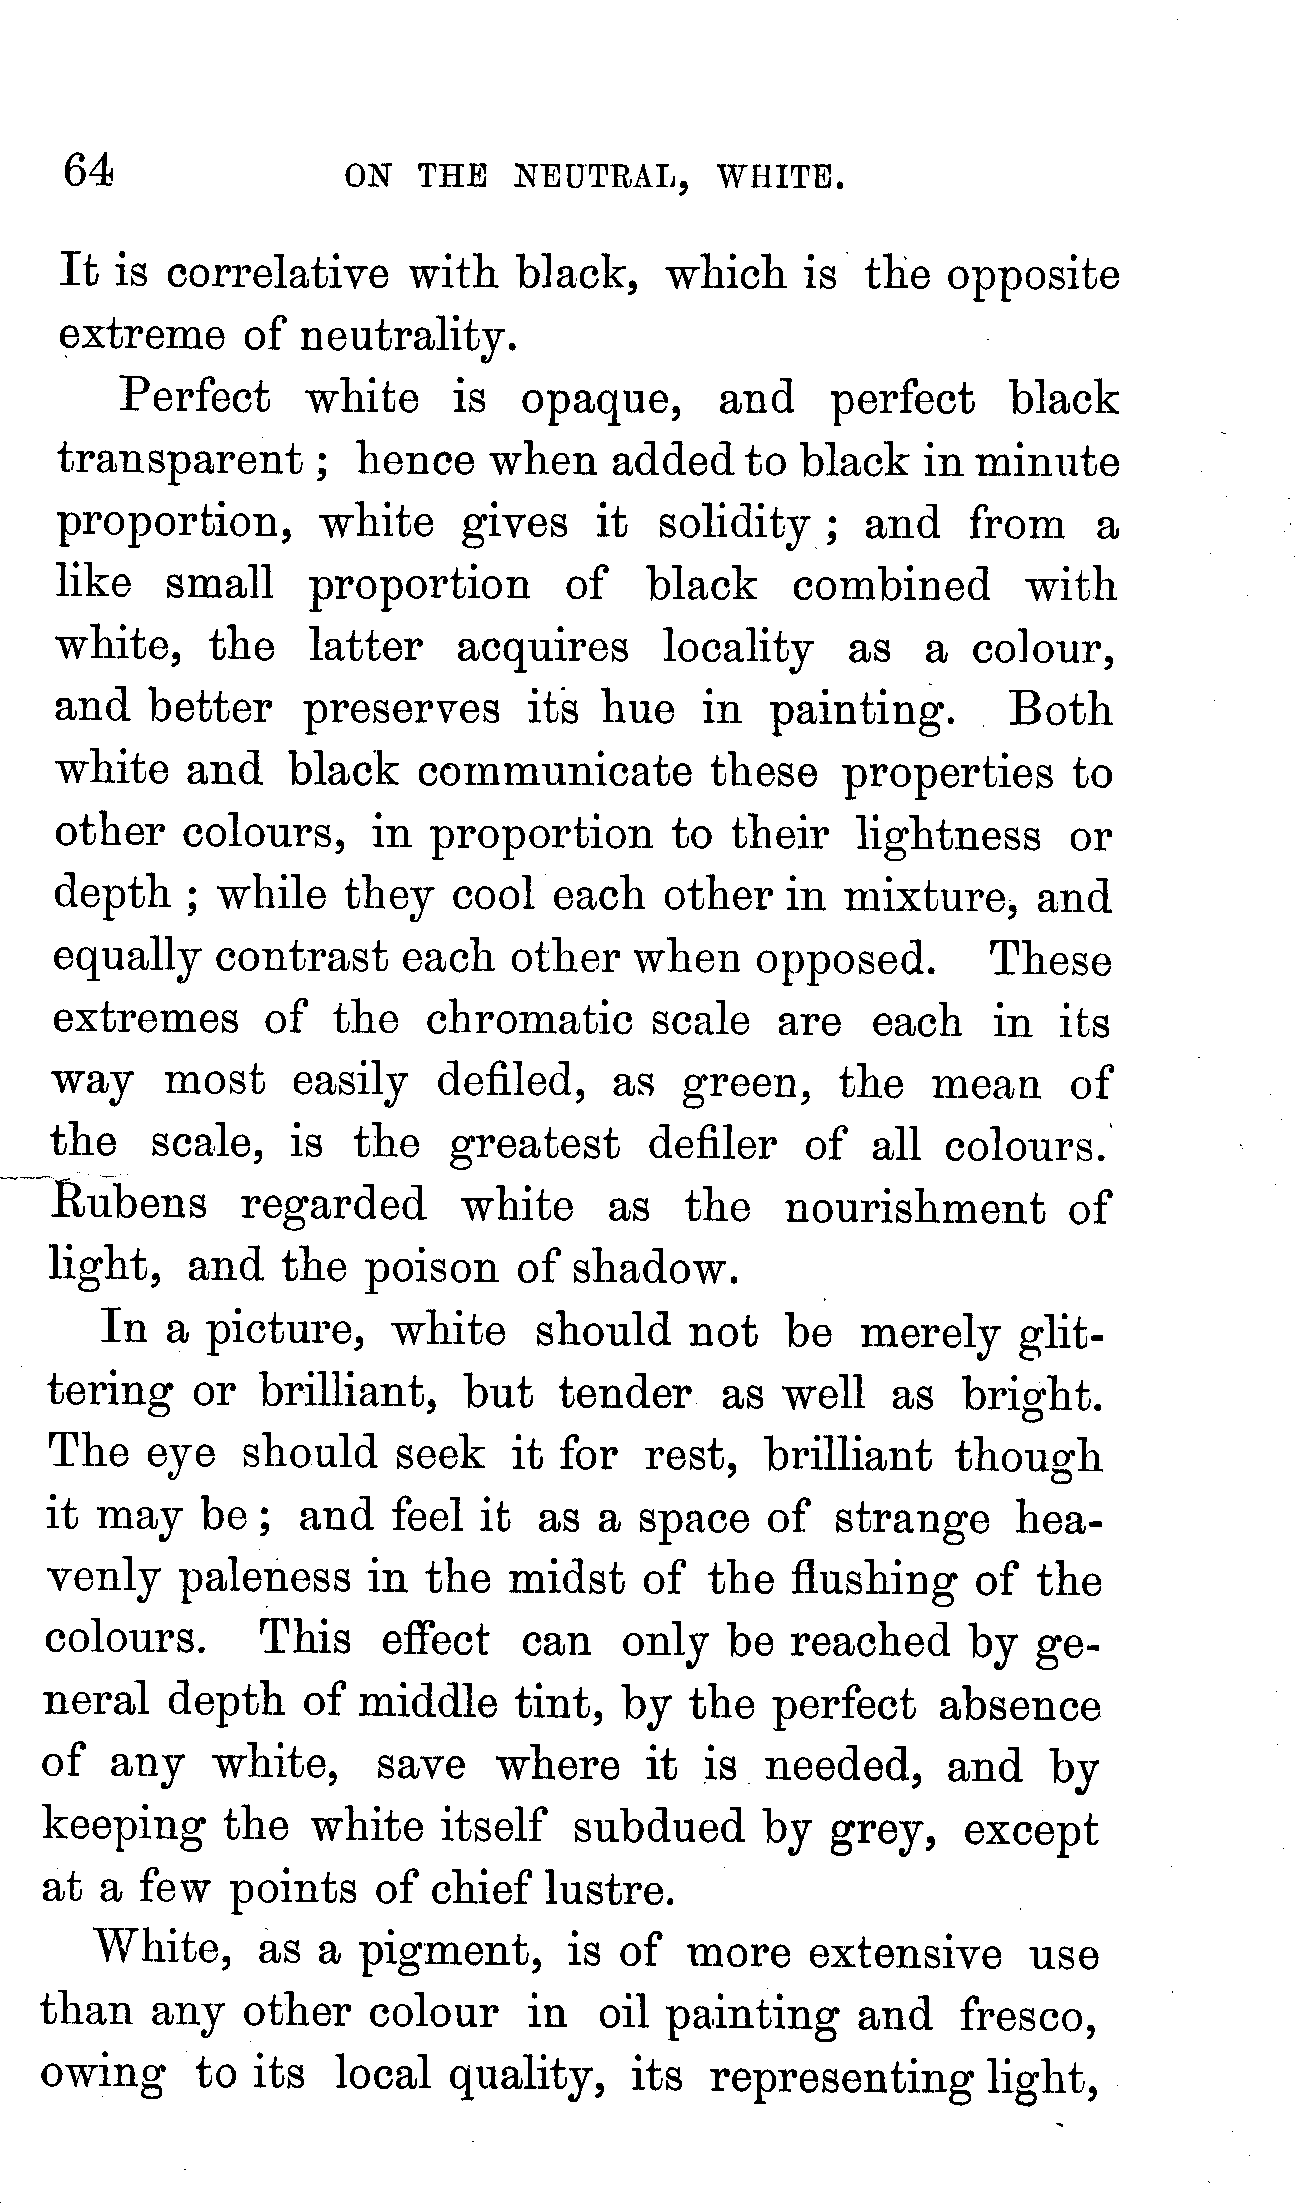 64 ON THE NEUTRAL, WHITE.
It is correlative with black, which is the opposite
extreme of neutrality.
Perfect white is opaque, and perfect black
transparent ; hence when added to black in minute
proportion, white gives it solidity ; and from a
like small proportion of black combined with
white, the latter acquires locality as a colour,
and better preserves its hue in painting. Both
white and black communicate these properties to
other colours, in proportion to their lightness or
depth ; while they cool each other in mixture, and
equally contrast each other when opposed. These
extremes of the chromatic scale are each in its
way most easily defiled, as green, the mean of
the scale, is the greatest defiler of all colours.
Rubens regarded white as the nourishment of
light, and the poison of shadow.
In a picture, white should not be merely glit-
tering or brilliant, but tender as well as bright.
The eye should seek it for rest, brilliant though
it may be ; and feel it as a space of strange hea-
venly paleness in the midst of the flushing of the
colours. This effect can only be reached by ge-
neral depth of middle tint, by the perfect absence
of any white, save where it is needed, and by
keeping the white itself subdued by grey, except
at a few points of chief lustre.
White, as a pigment, is of more extensive use
than any other colour in oil painting and fresco,
owing to its local quality, its representing light,